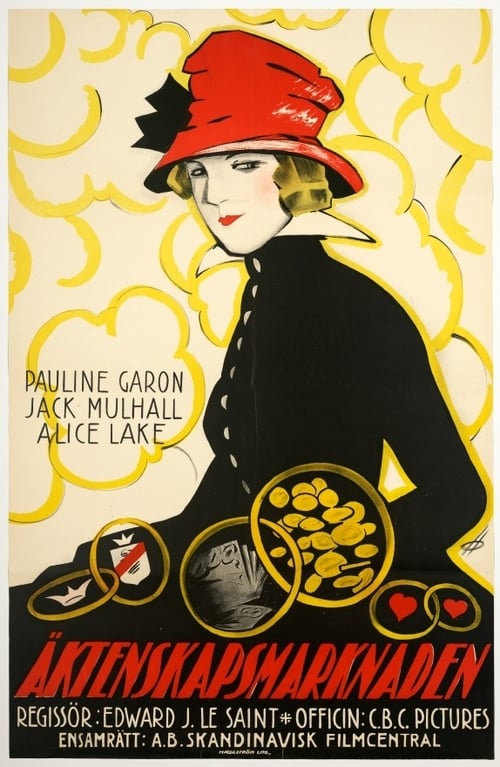 PAULINE GARON
JACK MULHALL
ALICE LAKE
ÄKTENSKAPSMARKNADEN
REGISSÖR: EDWARD J. LE SAINT * OFFICIN: C.B.C. PICTURES
ENSAMRÄTT: A.B. SKANDINAVISK FILMCENTRAL